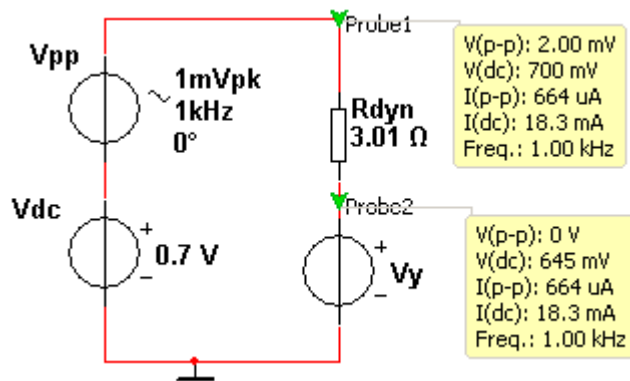 Vpp
1mVpk
1kHz
0°
Vdc
0.7 V
Probe1
V(p-p): 2.00 mV
V(dc): 700 mV
I(p-p): 664 uA
I(dc): 18.3 mA
Freq.: 1.00 kHz
Rdyn
3.01 Ω
Probe2
Vy
V(p-p): 0 V
V(dc): 645 mV
I(p-p): 664 uA
I(dc): 18.3 mA
Freq.: 1.00 kHz